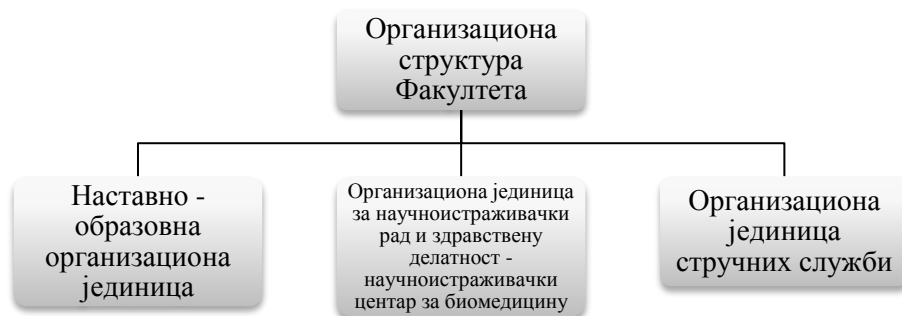 Организациона
структура
Факултета
Наставно -
образовна
организациона
јединица
Организациона јединица
за научноистраживачки
рад и здравствену
делатност -
научноистраживачки
центар за биомедицину
Организациона
јединица
стручних служби